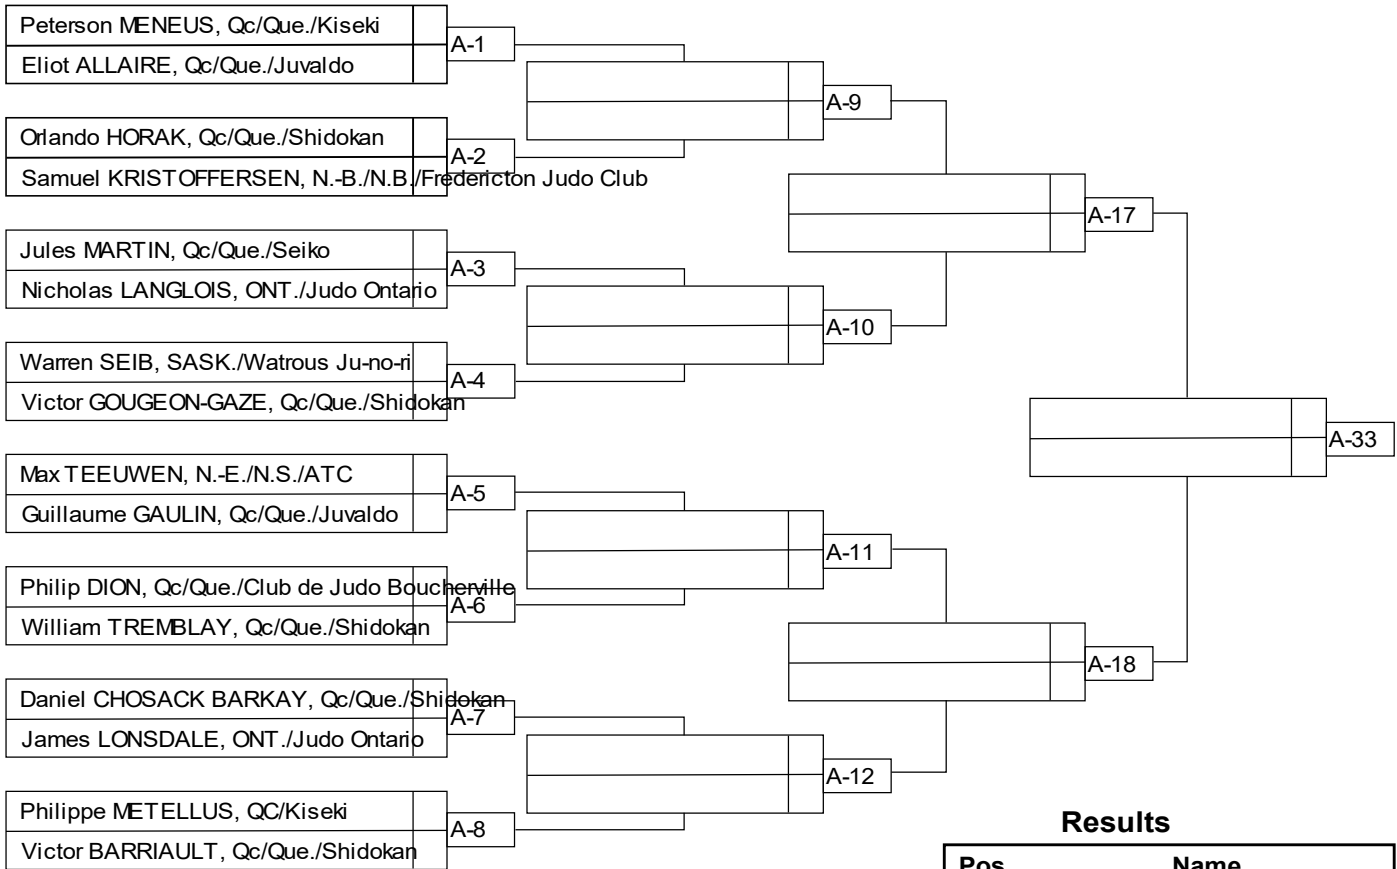 Peterson MENEUS, Qc/Que./Kiseki
A-1
Eliot ALLAIRE, Qc/Que./Juvaldo
A-9
Orlando HORAK, Qc/Que./Shidokan
A-2
Samuel KRISTOFFERSEN, N.-B./N.B./Fredericton Judo Club
A-17
Jules MARTIN, Qc/Que./Seiko
A-3
Nicholas LANGLOIS, ONT./Judo Ontario
A-10
Warren SEIB, SASK./Watrous Ju-no-ri
A-4
Victor GOUGEON-GAZE, Qc/Que./Shidokan
A-33
Max TEEUWEN, N.-E./N.S./ATC
A-5
Guillaume GAULIN, Qc/Que./Juvaldo
A-11
Philip DION, Qc/Que./Club de Judo Boucherville
A-6
William TREMBLAY, Qc/Que./Shidokan
A-18
Daniel CHOSACK BARKAY, Qc/Que./Shidokan
A-7
James LONSDALE, ONT./Judo Ontario
A-12
Philippe METELLUS, QC/Kiseki
A-8
Victor BARRIAULT, Qc/Que./Shidokan
Results
Pos Name